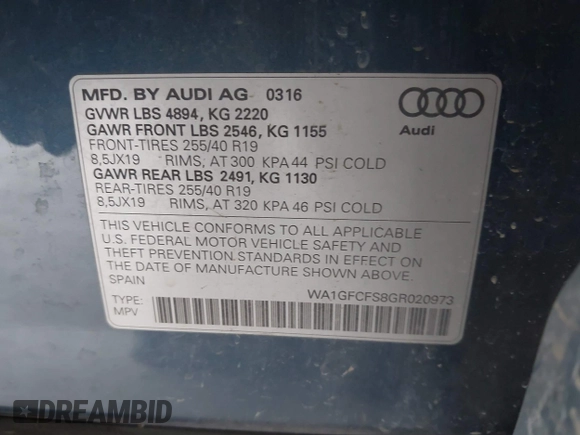 MFD. BY AUDI AG 0316
GVWR LBS 4894, KG 2220
GAWR FRONT LBS 2546, KG 1155
FRONT-TIRES 255/40 R19
8,5JX19 RIMS, AT 300 KPA 44 PSI COLD
GAWR REAR LBS 2491, KG 1130
REAR-TIRES 255/40 R19
8,5JX19 RIMS, AT 320 KPA 46 PSI COLD
Audi
THIS VEHICLE CONFORMS TO ALL APPLICABLE
U.S. FEDERAL MOTOR VEHICLE SAFETY AND
THEFT PREVENTION.STANDARDS IN EFFECT ON
THE DATE OF MANUFACTURE SHOWN ABOVE.
SPAIN
WA1GFCFS8GR020973
TYPE:
MPV
DREAMBID